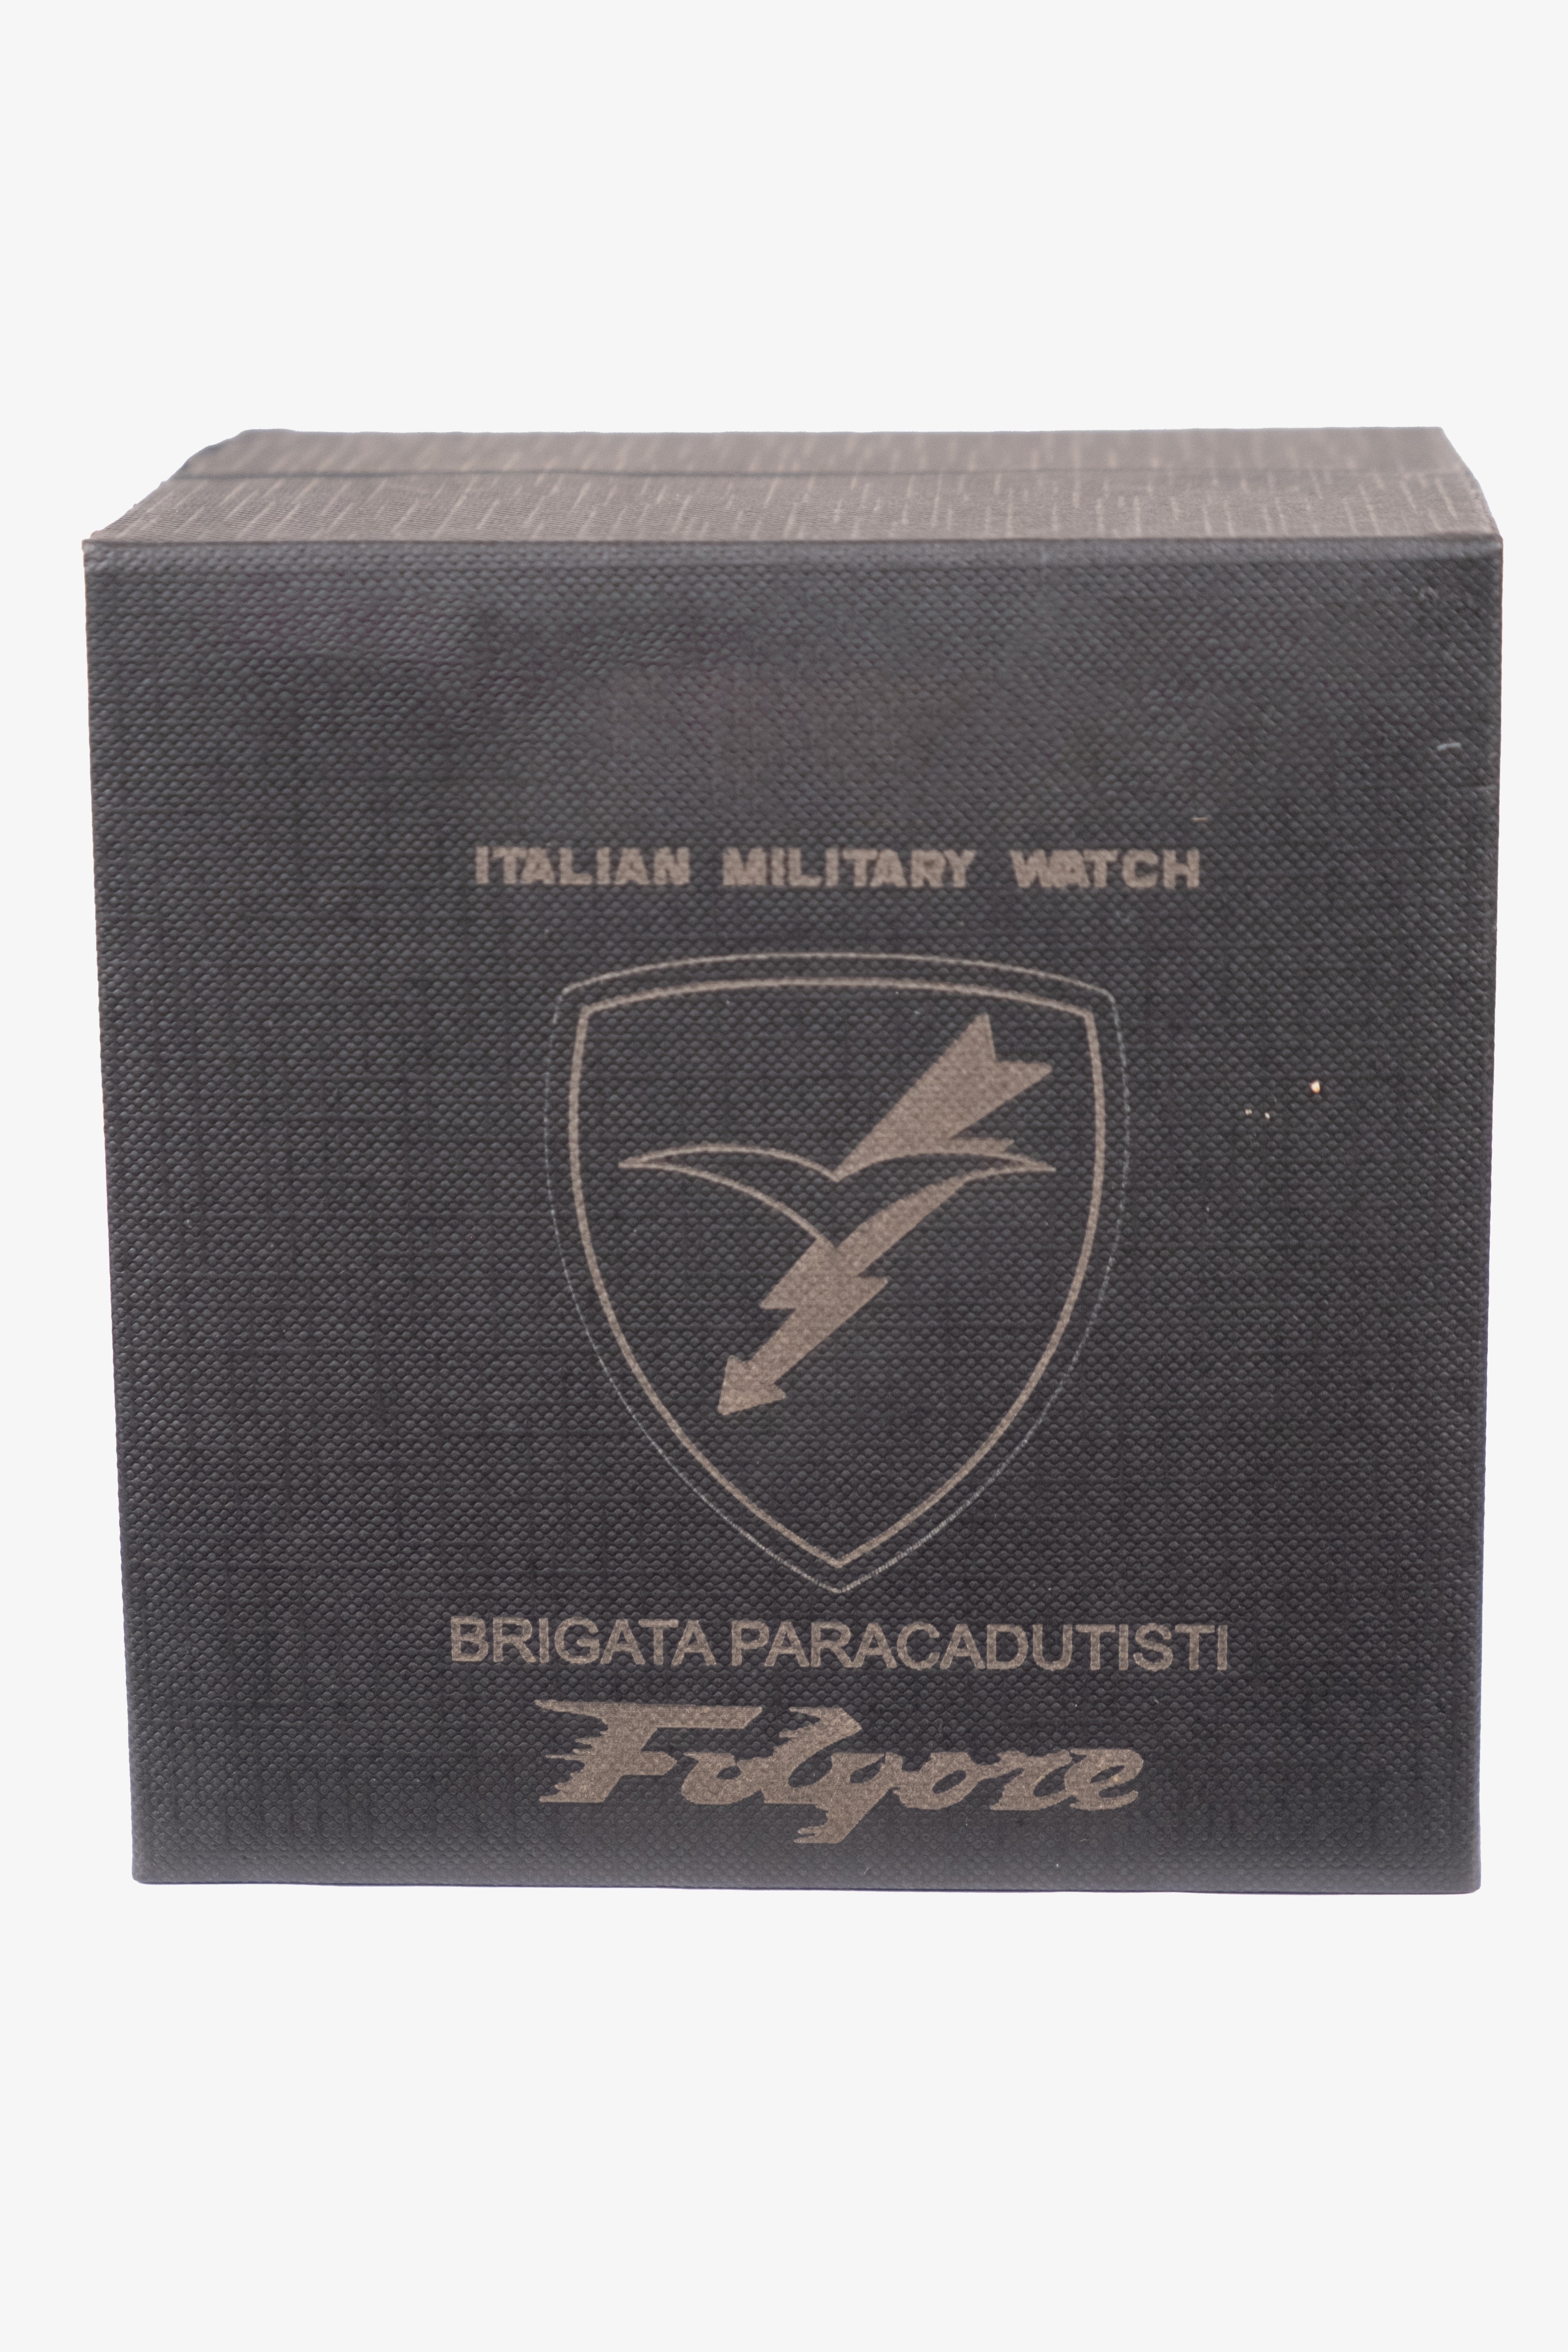 ITALIAN MILITARY WATCH
BRIGATA PARACADUTISTI
Folgore